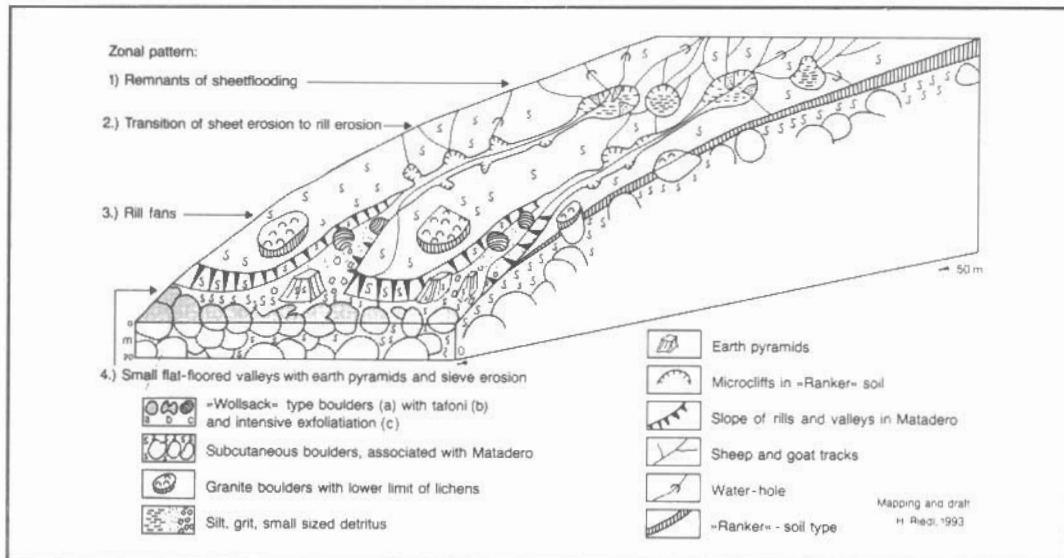 Zonal pattern:
1) Remnants of sheetflooding
2.) Transition of sheet erosion to rill erosion
3.) Rill fans
50 m
0
m
20
0
4.) Small flat-floored valleys with earth pyramids and sieve erosion
a b c
»Wollsack« type boulders (a) with tafoni (b)
and intensive exfoliatation (c)
Subcutaneous boulders, associated with Matadero
Granite boulders with lower limit of lichens
Silt, grit, small sized detritus
Earth pyramids
Microcliffs in »Ranker« soil
Slope of rills and valleys in Matadero
Sheep and goat tracks
Water-hole
»Ranker« - soil type
Mapping and draft
H. Riedl, 1993